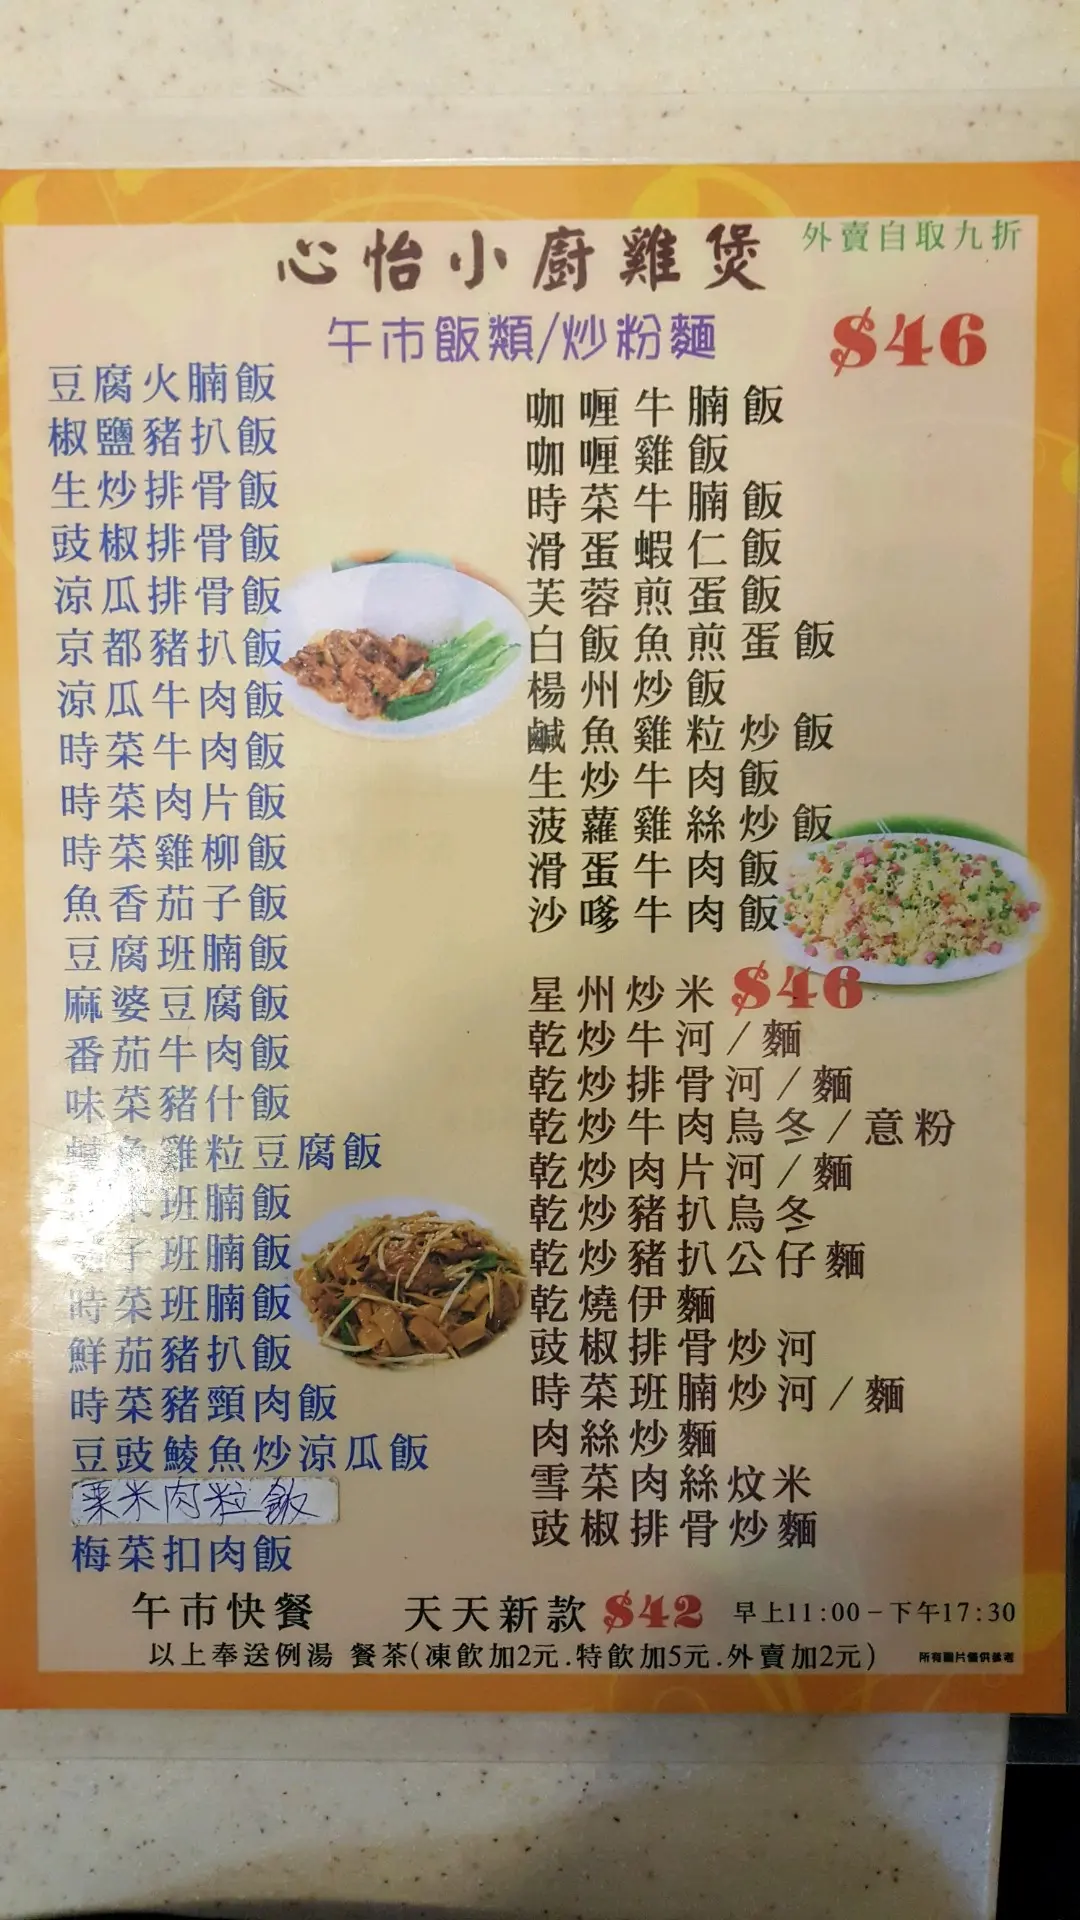 心怡小廚雞煲
外賣自取九折
午市飯類/炒粉麵
$46
豆腐火腩飯
椒鹽豬扒飯
生炒排骨飯
豉椒排骨飯
涼瓜排骨飯
京都豬扒飯
涼瓜牛肉飯
時菜牛肉飯
時菜肉片飯
時菜雞柳飯
魚香茄子飯
豆腐班腩飯
麻婆豆腐飯
番茄牛肉飯
味菜豬什飯
鹹魚雞粒豆腐飯
班腩飯
子班腩飯
時菜班腩飯
鮮茄豬扒飯
時菜豬頸肉飯
豆豉鯪魚炒涼瓜飯
粟米肉粒飯
梅菜扣肉飯
咖喱牛腩飯
咖喱雞飯
時菜牛腩飯
滑蛋蝦仁飯
芙蓉煎蛋飯
白飯魚煎蛋飯
楊州炒飯
鹹魚雞粒炒飯
生炒牛肉飯
菠蘿雞絲炒飯
滑蛋牛肉飯
沙嗲牛肉飯
星州炒米 $46
乾炒牛河/麵
乾炒排骨河/麵
乾炒牛肉烏冬/意粉
乾炒肉片河/麵
乾炒豬扒烏冬
乾炒豬扒公仔麵
乾燒伊麵
豉椒排骨炒河
時菜班腩炒河/麵
肉絲炒麵
雪菜肉絲炆米
豉椒排骨炒麵
午市快餐 天天新款 $42 早上11:00-下午17:30
以上奉送例湯 餐茶(凍飲加2元.特飲加5元.外賣加2元) 所有圖片僅供參考